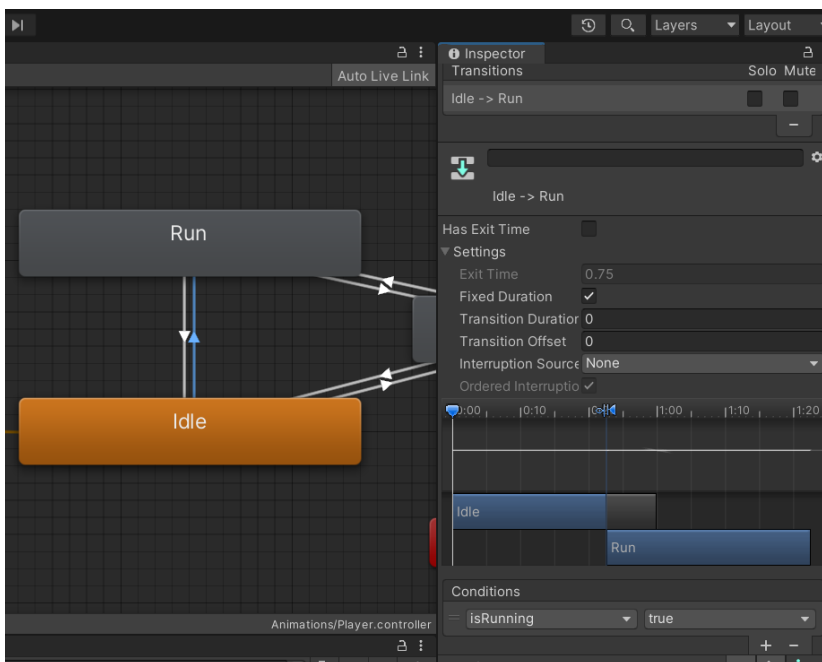 Layers
Layout
Inspector
Auto Live Link
Transitions
Solo Mute
Idle -> Run
Idle -> Run
Run
Has Exit Time
Settings
Exit Time
0.75
Fixed Duration
Transition Duratior
0
Transition Offset
0
Interruption Source
None
Ordered Interruptio
Idle
0:00
0:10
1:00
1:10
1:20
Idle
Run
Conditions
isRunning
true
Animations/Player.controller